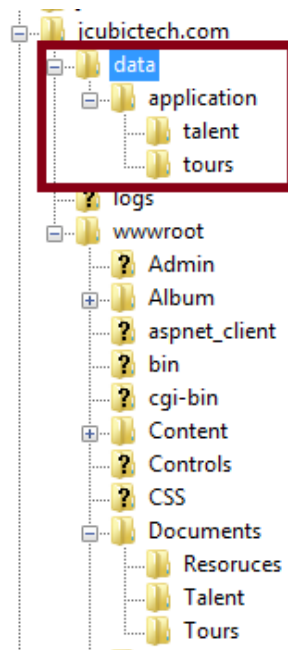 jcubictech.com
data
application
talent
tours
logs
wwwroot
Admin
Album
aspnet_client
bin
cgi-bin
Content
Controls
CSS
Documents
Resoruces
Talent
Tours